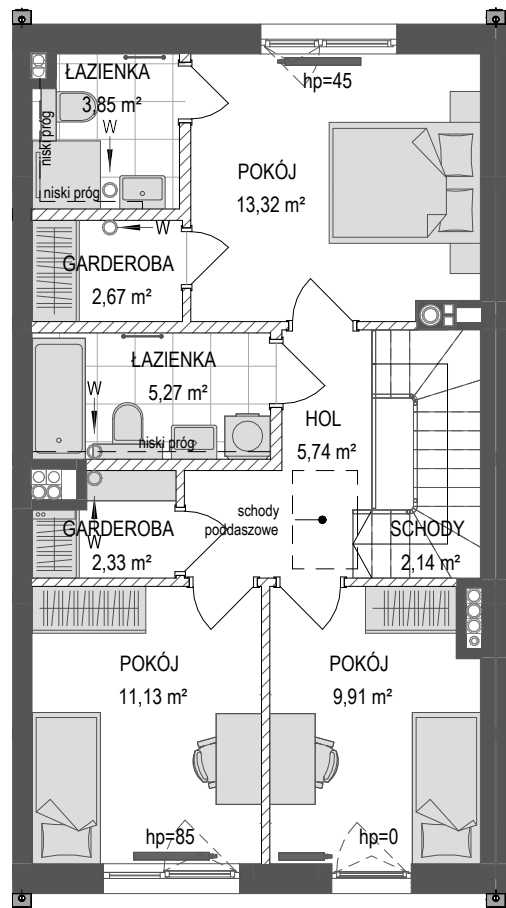 ŁAZIENKA
3,85 m²
W
niski próg
niski próg
hp=45
POKÓJ
13,32 m²
W
GARDEROBA
2,67 m²
ŁAZIENKA
5,27 m²
W
niski próg
HOL
5,74 m²
schody
poddaszowe
GARDEROBA
W
2,33 m²
SCHODY
2,14 m²
POKÓJ
11,13 m²
POKÓJ
9,91 m²
hp=85
hp=0